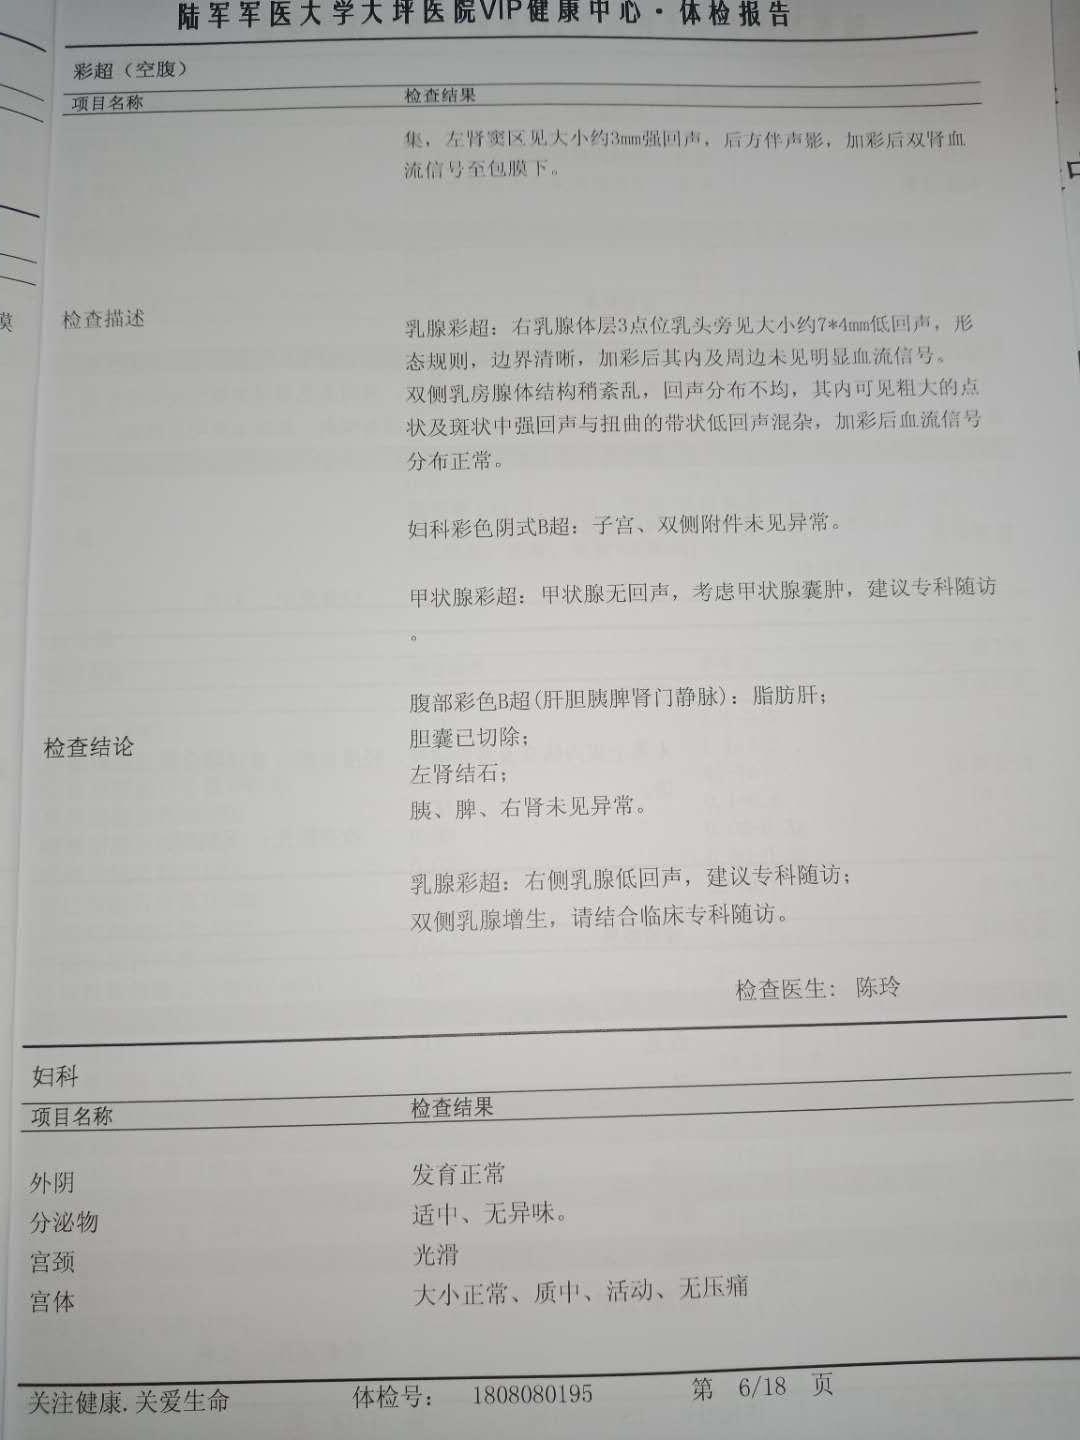 陆军军医大学大坪医院VIP健康中心·体检报告
彩超（空腹）
项目名称 检查结果
集，左肾窦区见大小约3mm强回声，后方伴声影，加彩后双肾血
流信号至包膜下。
检查描述
乳腺彩超：右乳腺体层3点位乳头旁见大小约7*4mm低回声，形
态规则，边界清晰，加彩后其内及周边未见明显血流信号。
双侧乳房腺体结构稍紊乱，回声分布不均，其内可见粗大的点
状及斑状中强回声与扭曲的带状低回声混杂，加彩后血流信号
分布正常。
妇科彩色阴式B超：子宫、双侧附件未见异常。
甲状腺彩超：甲状腺无回声，考虑甲状腺囊肿，建议专科随访
。
腹部彩色B超(肝胆胰脾肾门静脉)：脂肪肝；
检查结论
胆囊已切除；
左肾结石；
胰、脾、右肾未见异常。
乳腺彩超：右侧乳腺低回声，建议专科随访；
双侧乳腺增生，请结合临床专科随访。
检查医生： 陈玲
妇科
项目名称 检查结果
外阴 发育正常
分泌物 适中、无异味。
宫颈 光滑
宫体 大小正常、质中、活动、无压痛
关注健康.关爱生命 体检号： 1808080195 第 6/18 页